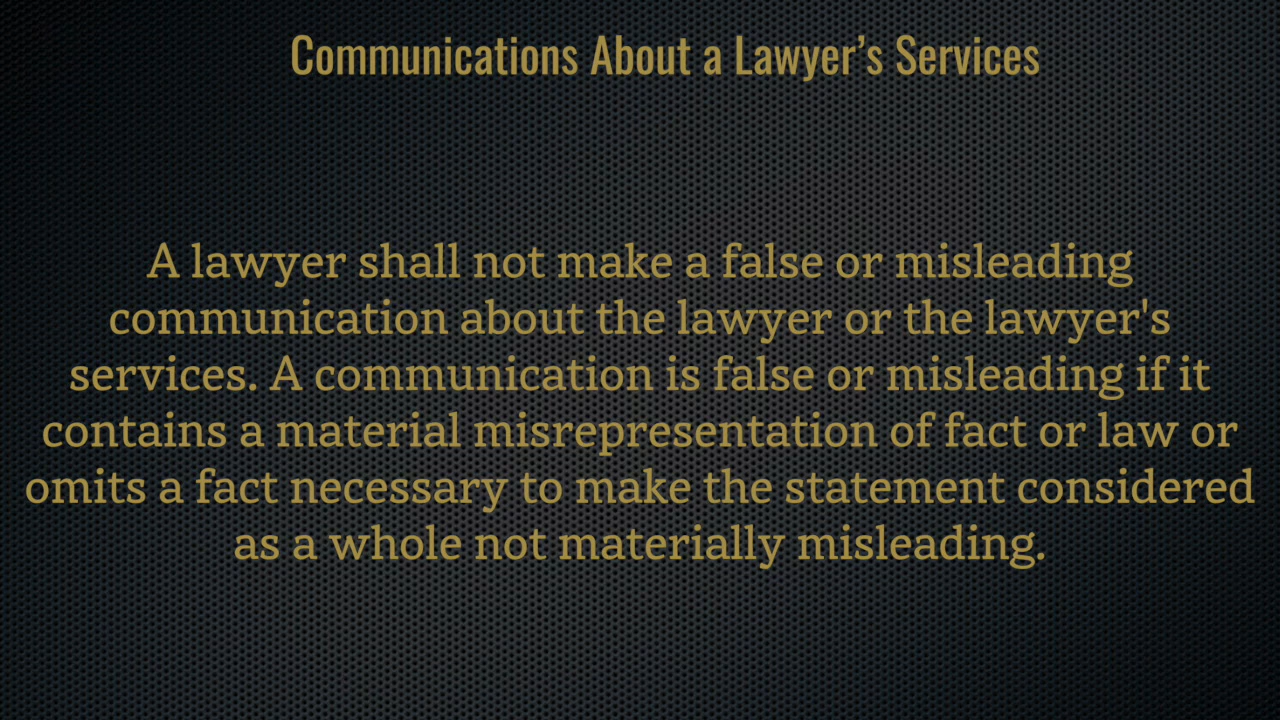 Communications About a Lawyer’s Services
A lawyer shall not make a false or misleading
communication about the lawyer or the lawyer's
services. A communication is false or misleading if it
contains a material misrepresentation of fact or law or
omits a fact necessary to make the statement considered
as a whole not materially misleading.